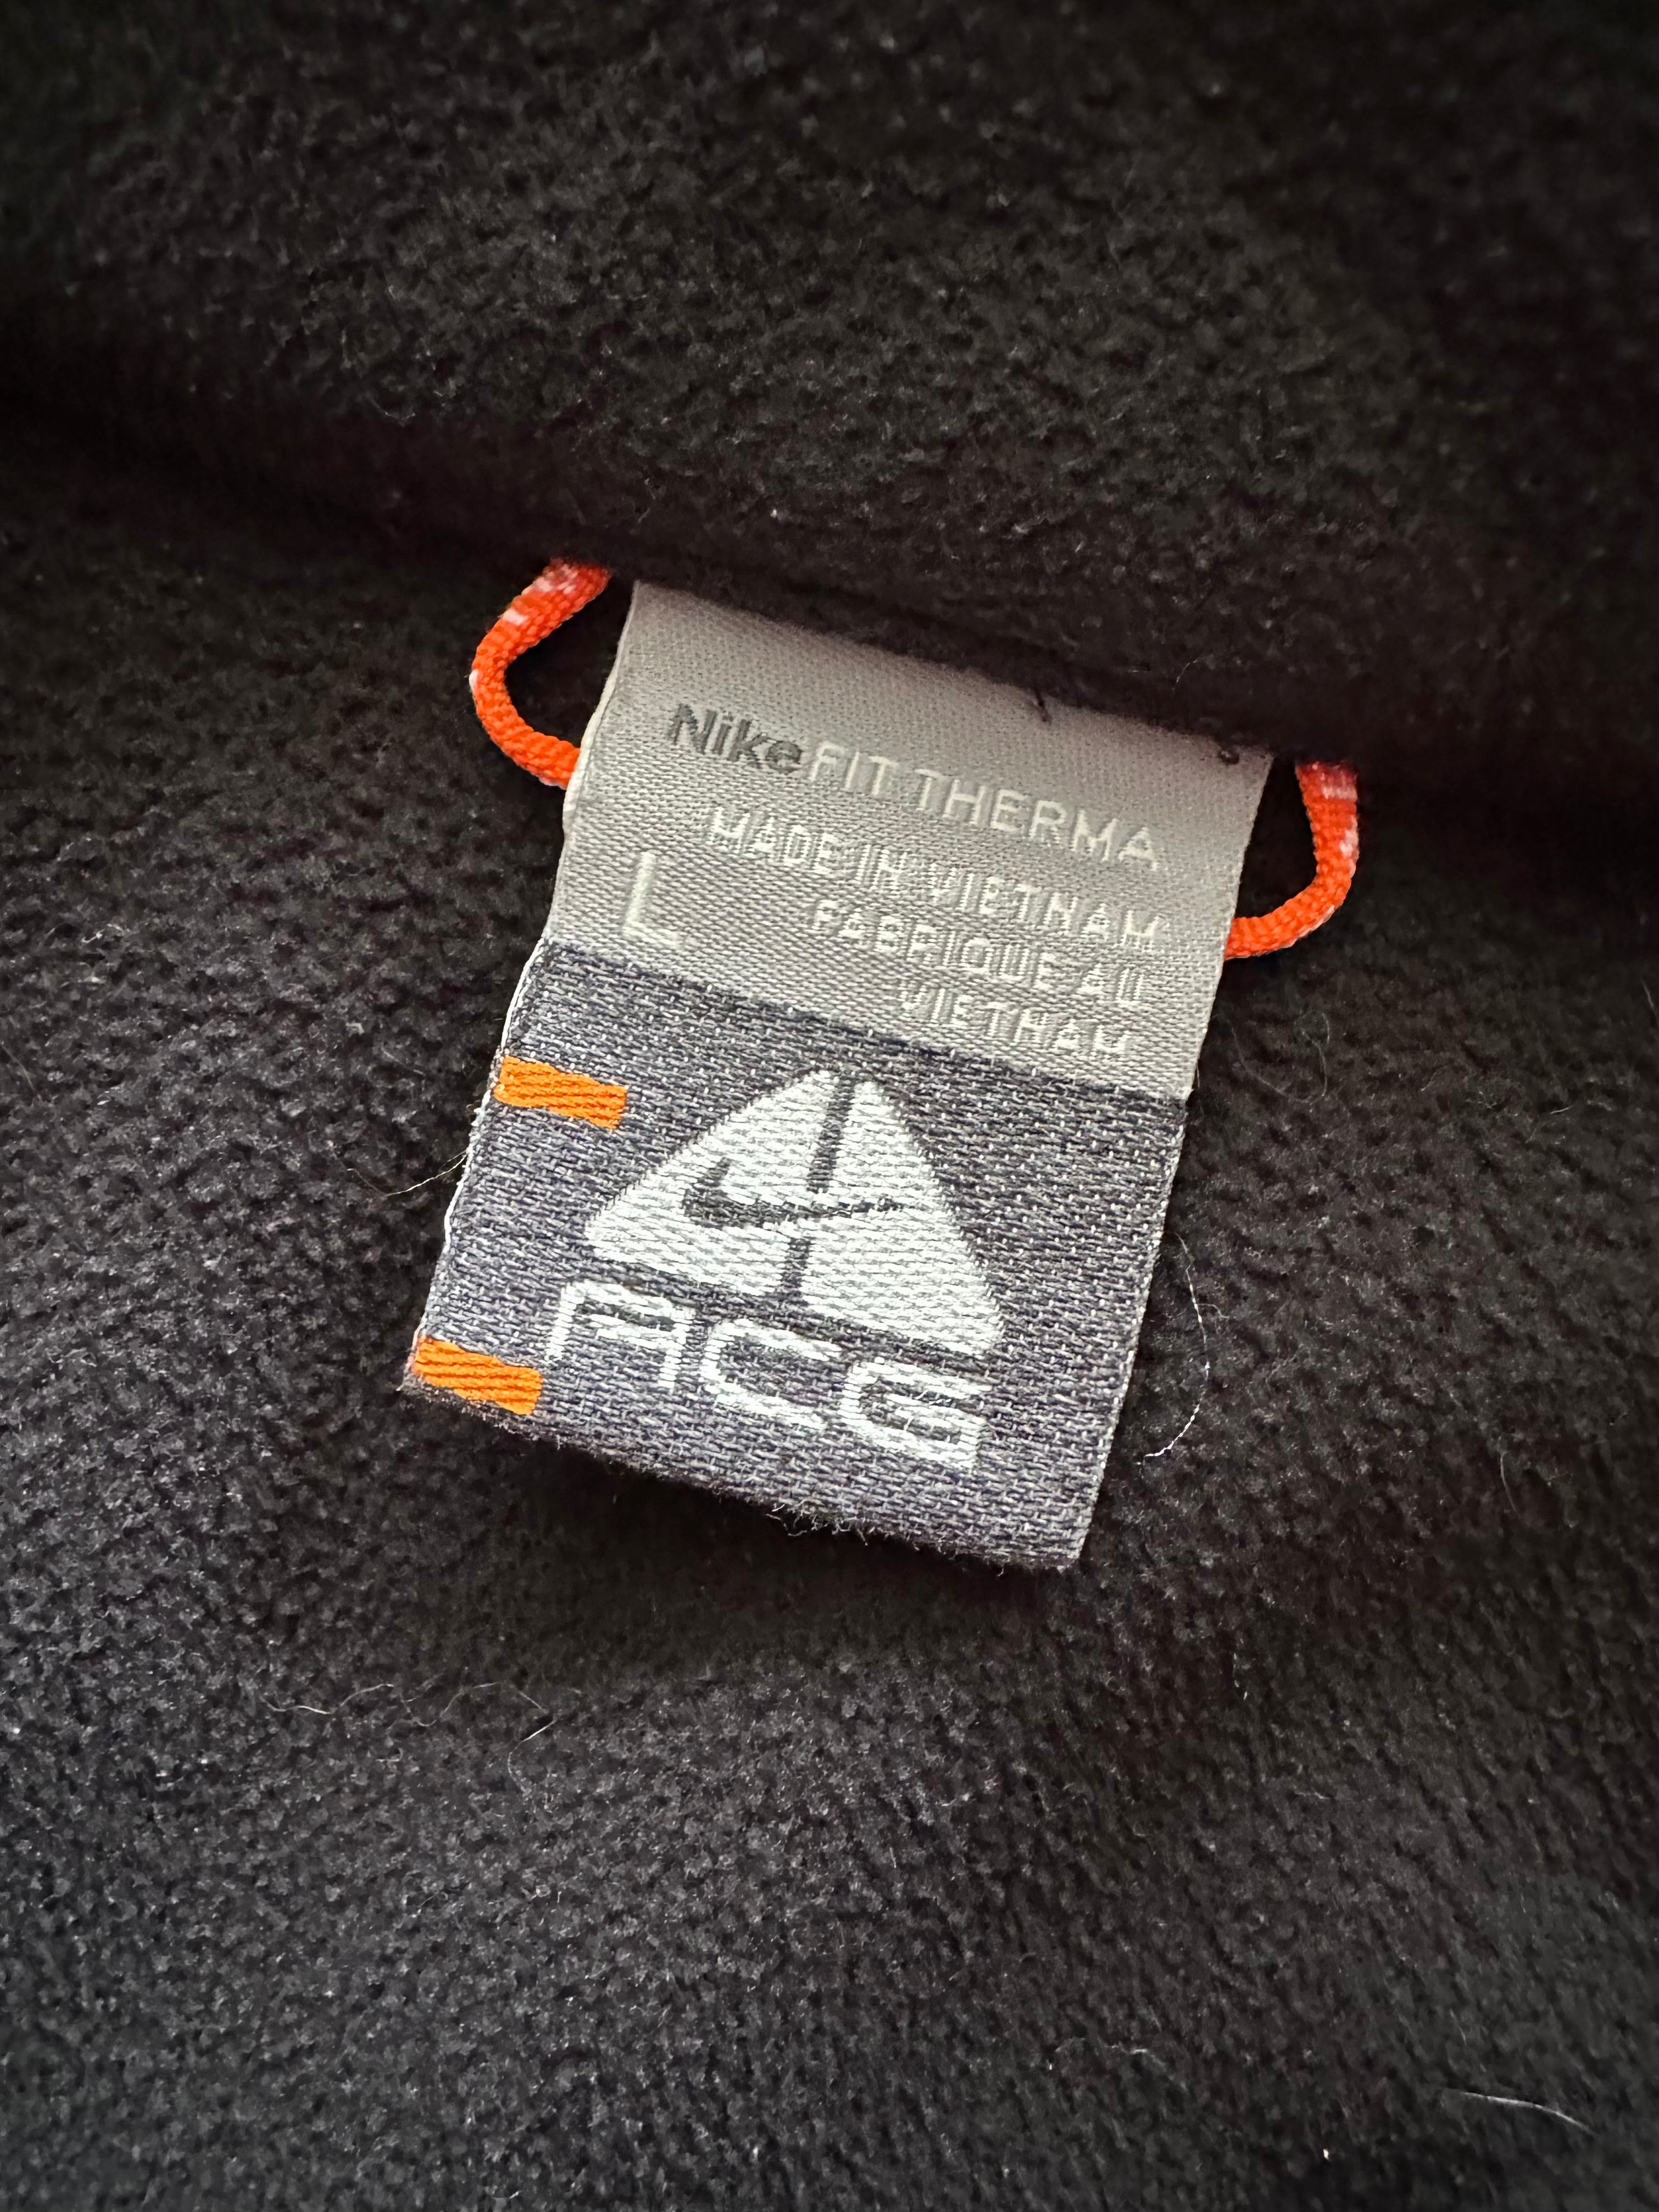 NikeFIT THERMA
MADE IN VIETNAM
L
FABRIQUE AU
VIETNAM
ACG